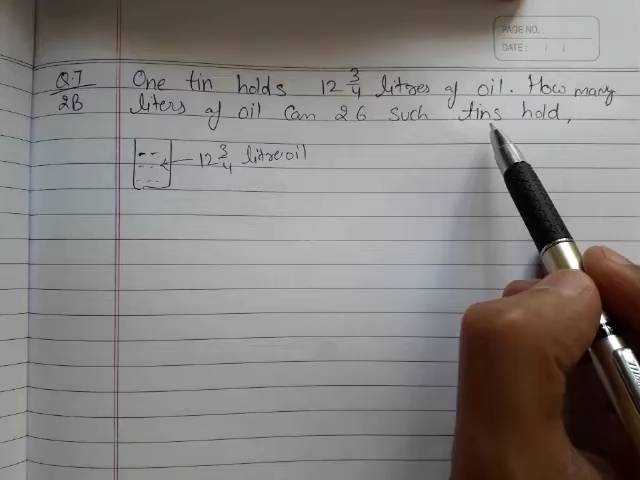 PAGE NO.:
DATE: / /
Q.7 One tin holds 12 3/4 litres of oil. How many
2B liters of oil can 26 such tins hold,
12 3/4 litre oil